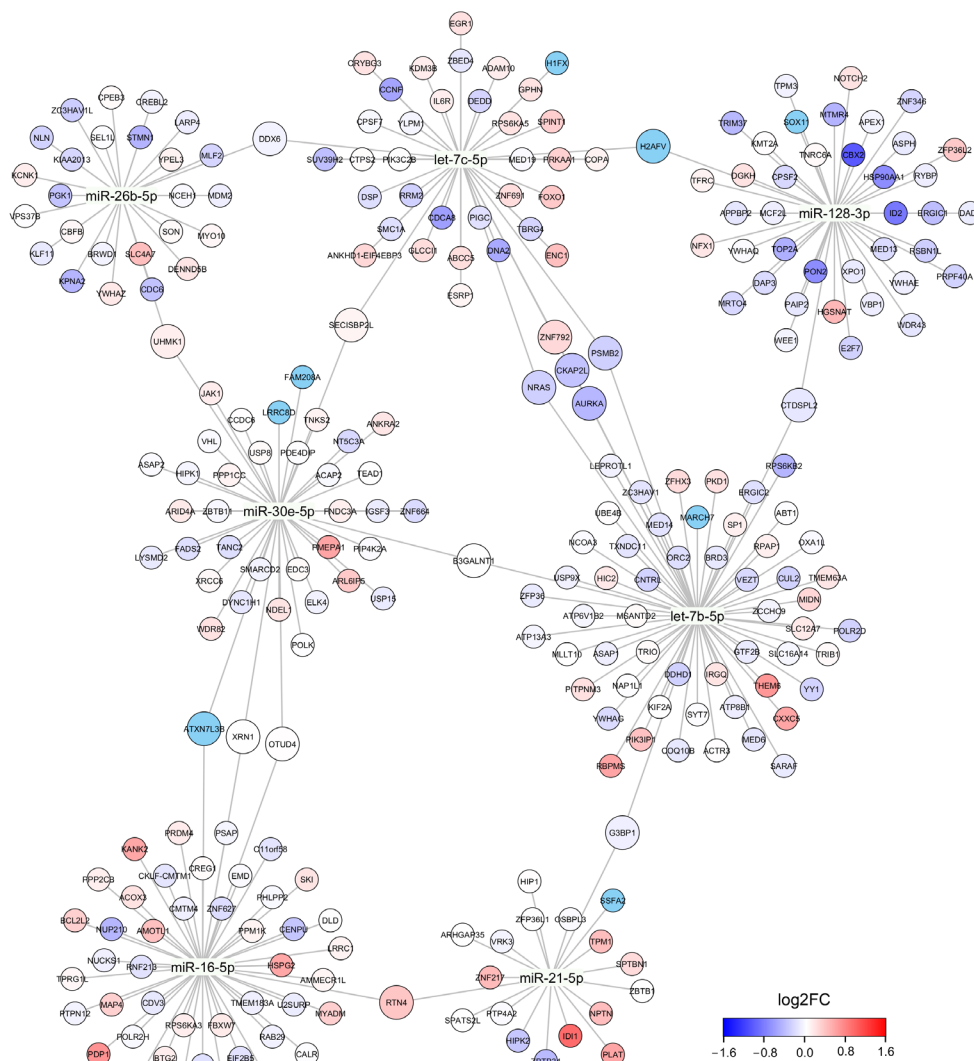 EGR1
CRYBG3
KDM3B
ZBED4
ADAM10
H1FX
CCNF
IL6R
DEDD
GPHN
CPSF7
YLPM1
RPS6KA5
SPINT1
SUV39H2
CTPS2
PIK3C2B
let-7c-5p
MED19
PRKAA1
COPA
H2AFV
DSP
RRM2
ZNF691
FOXO1
SMC1A
CDCA8
PIGC
TBRG4
ANKHD1-EIF4EBP3
GLCCI1
ABCC5
DNA2
ENC1
ESRP1
CPEB3
CREBL2
ZC3HAV1L
SEL1L
STMN1
LARP4
NLN
KIAA2013
YPEL3
MLF2
DDX6
KCNK1
PGK1
miR-26b-5p
NCEH1
MDM2
VPS37B
CBFB
SON
MYO10
KLF11
BRWD1
SLC4A7
DENND5B
KPNA2
YWHAZ
CDC6
UHMK1
SECISBP2L
TPM3
NOTCH2
TRIM37
SOX11
MTMR4
ZNF346
KMT2A
TNRC6A
APEX1
ASPH
ZFP36L2
CBX2
TFRC
DGKH
CPSF2
HSP90AA1
RYBP
APPBP2
MCF2L
miR-128-3p
ID2
ERGIC1
DAD
NFX1
YWHAQ
TOP2A
MED13
RSBN1L
DAP3
PON2
XPO1
YWHAE
PRPF40A
MRTO4
PAIP2
HGSNAT
VBP1
WDR43
WEE1
E2F7
ZNF792
PSMB2
CKAP2L
NRAS
AURKA
CTDSPL2
FAM208A
JAK1
LRRC8D
CCDC6
TNKS2
ANKRA2
VHL
USP8
PDE4DIP
NT5C3A
ASAP2
HIPK1
PPP1CC
ACAP2
TEAD1
ARID4A
ZBTB11
miR-30e-5p
FNDC3A
IGSF3
ZNF664
LYSMD2
FADS2
TANC2
PMEPA1
PIP4K2A
XRCC6
SMARCD2
EDC3
ARL6IP5
DYNC1H1
NDEL1
ELK4
USP15
WDR82
POLK
B3GALNT1
LEPROTL1
RPS6KB2
ZC3HAV1
ZFHX3
PKD1
ERGIC2
UBE4B
MED14
MARCH7
SP1
ABT1
NCOA3
TXNDC11
ORC2
BRD3
RPAP1
OXA1L
USP9X
HIC2
CNTRL
VEZT
CUL2
TMEM63A
ZFP36
MIDN
ATP6V1B2
MSANTD2
let-7b-5p
ZCCHC9
ATP13A3
SLC12A7
POLR2D
MLLT10
ASAP1
TRIO
GTF2B
SLC16A14
TRIB1
PITPNM3
NAP1L1
DDHD1
IRGQ
THEM6
YY1
YWHAG
KIF2A
SYT7
ATP8B1
CXXC5
PIK3IP1
COQ10B
ACTR3
MED6
RBPMS
SARAF
ATXN7L3B
XRN1
OTUD4
G3BP1
PRDM4
PSAP
KANK2
C11orf58
CKLF-CMTM1
CREG1
EMD
PPP2CB
SKI
ACOX3
CMTM4
ZNF627
PHLPP2
BCL2L2
DLD
NUP210
AMOTL1
PPM1K
CENPU
LRRC1
NUCKS1
RNF213
miR-16-5p
HSPG2
AMMECR1L
TPRG1L
MAP4
CDV3
TMEM183A
U2SURP
MYADM
PTPN12
POLR2H
RPS6KA3
FBXW7
RAB29
PDP1
BTG2
EIF2B5
CALR
RTN4
HIP1
SSFA2
ZFP36L1
OSBPL3
ARHGAP35
VRK3
TPM1
ZNF217
miR-21-5p
SPTBN1
ZBTB1
SPATS2L
PTP4A2
NPTN
HIPK2
IDI1
PLAT
log2FC
−1.6 −0.8 0.0 0.8 1.6